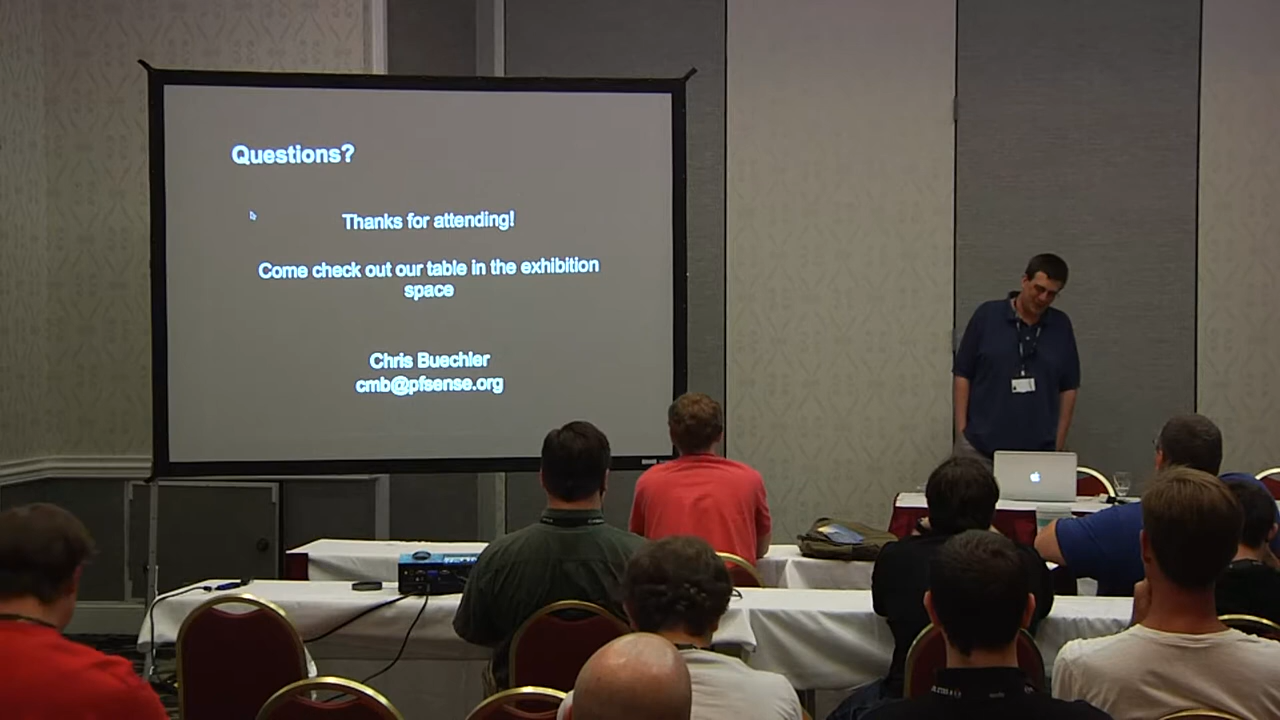 Questions?
Thanks for attending!
Come check out our table in the exhibition
space
Chris Buechler
cmb@pfsense.org